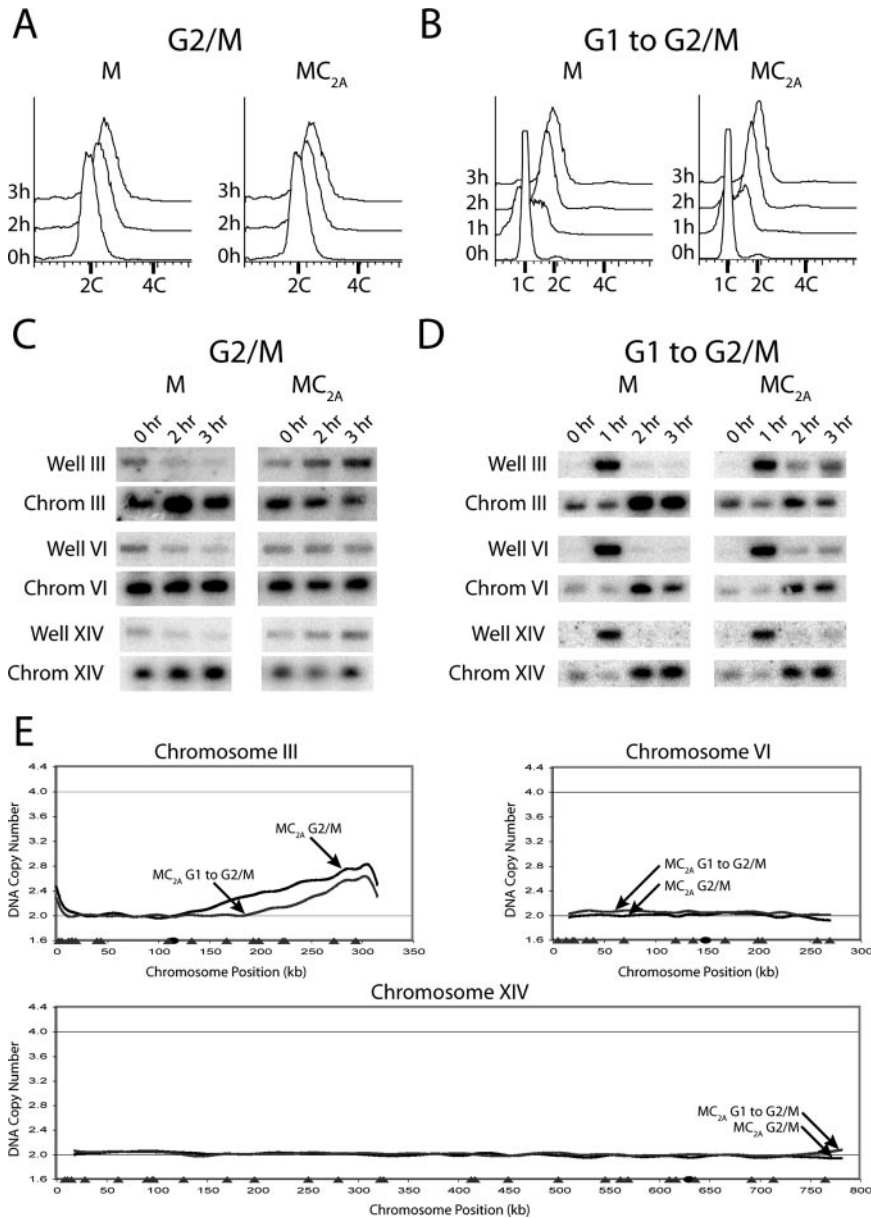 A
G2/M
M
MC2A
3h
2h
0h
2C 4C 2C 4C
B
G1 to G2/M
M
MC2A
3h
2h
1h
0h
3h
2h
1h
0h
1C 2C 4C 1C 2C 4C
C
G2/M
M
MC2A
0 hr 2 hr 3 hr 0 hr 2 hr 3 hr
Well III
Chrom III
Well VI
Chrom VI
Well XIV
Chrom XIV
D
G1 to G2/M
M
MC2A
0 hr 1 hr 2 hr 3 hr 0 hr 1 hr 2 hr 3 hr
Well III
Chrom III
Well VI
Chrom VI
Well XIV
Chrom XIV
E
Chromosome III
DNA Copy Number
4.4
4.0
3.6
3.2
2.8
2.4
2.0
1.6
MC2A G2/M
MC2A G1 to G2/M
0 50 100 150 200 250 300 350
Chromosome Position (kb)
Chromosome VI
DNA Copy Number
4.4
4.0
3.6
3.2
2.8
2.4
2.0
1.6
MC2A G1 to G2/M
MC2A G2/M
0 50 100 150 200 250 300
Chromosome Position (kb)
Chromosome XIV
DNA Copy Number
4.4
4.0
3.6
3.2
2.8
2.4
2.0
1.6
MC2A G1 to G2/M
MC2A G2/M
0 50 100 150 200 250 300 350 400 450 500 550 600 650 700 750 800
Chromosome Position (kb)